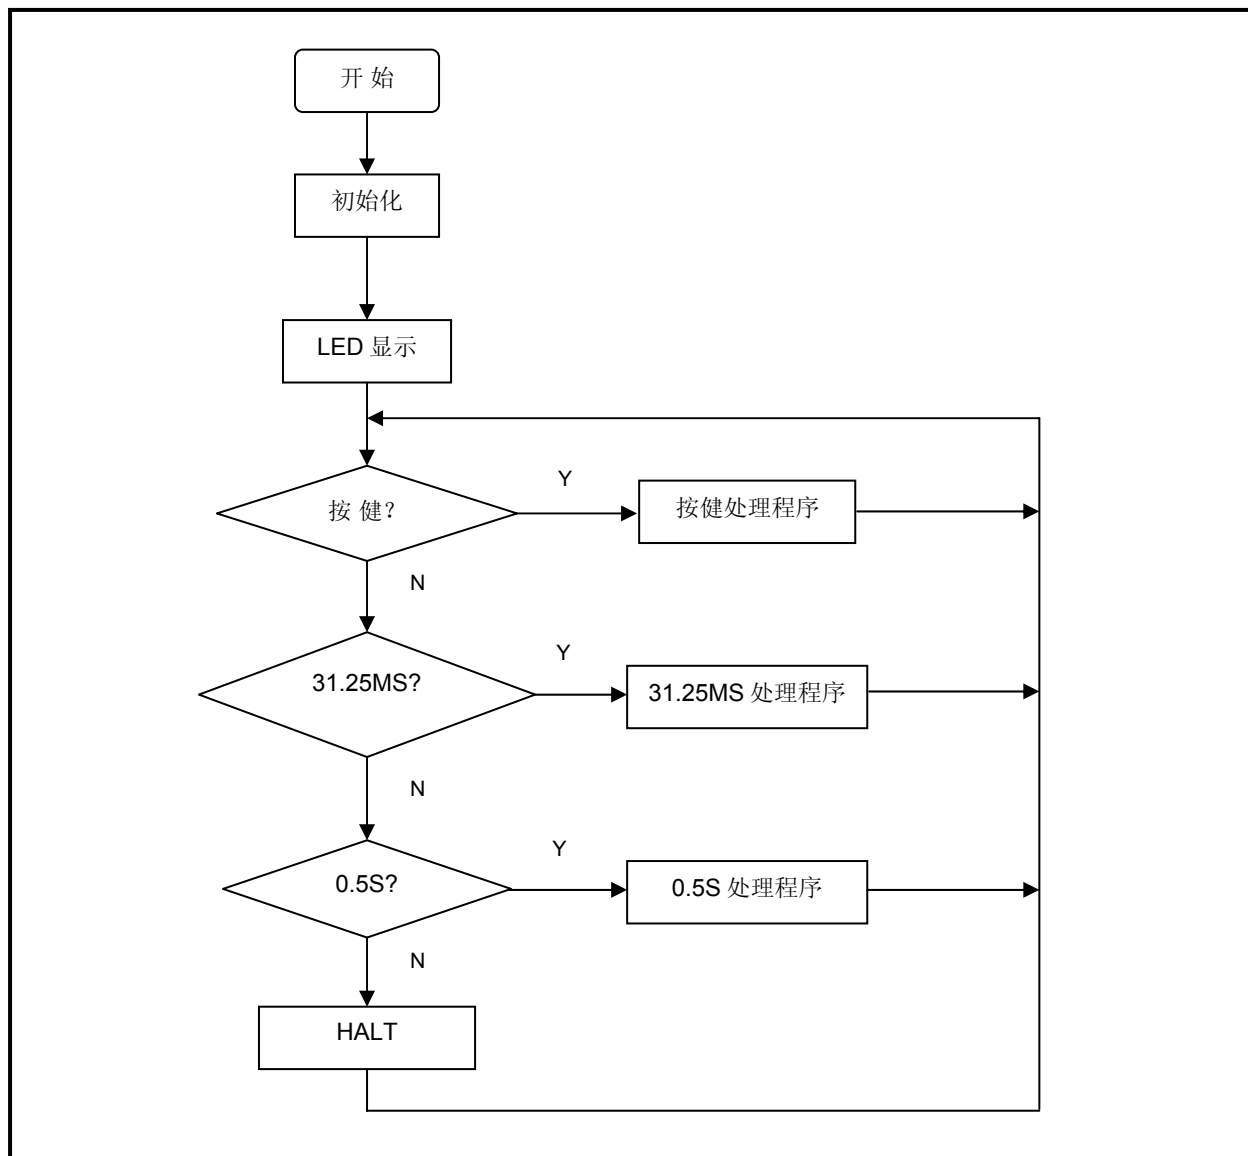 开 始
初始化
LED 显示
按 健?
Y
按健处理程序
N
31.25MS?
Y
31.25MS 处理程序
N
0.5S?
Y
0.5S 处理程序
N
HALT